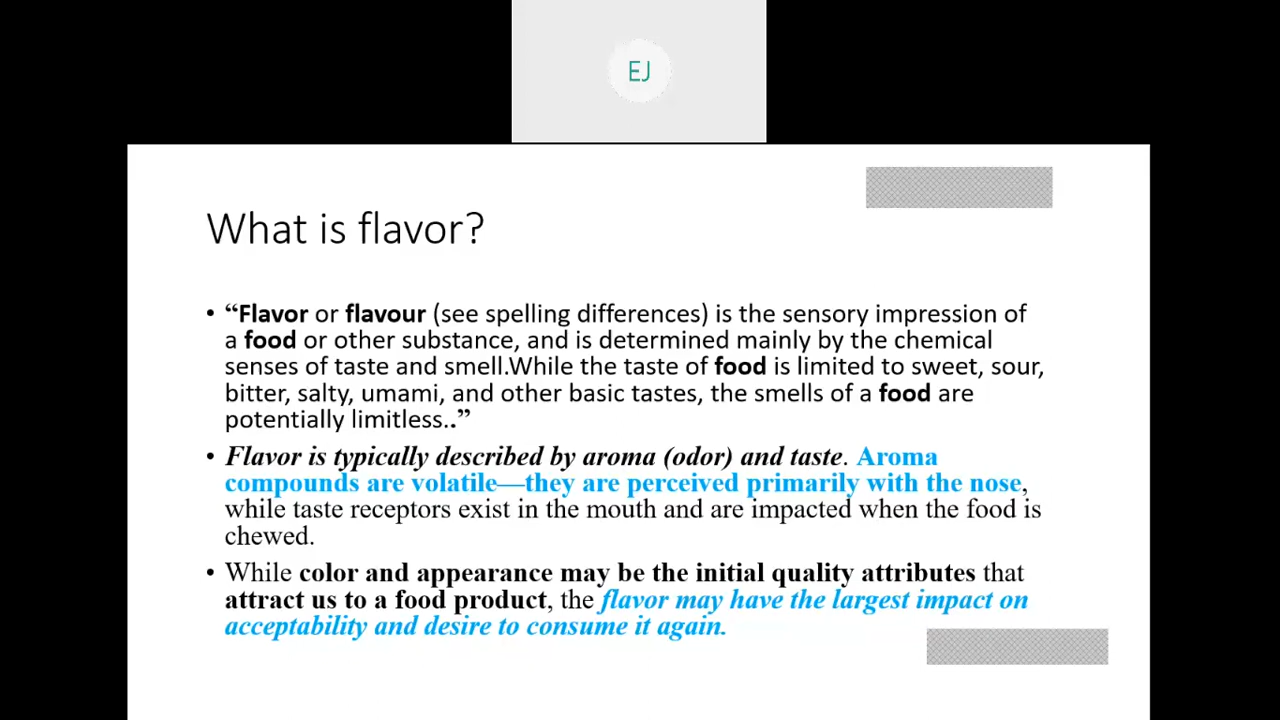 EJ
What is flavor?
• “Flavor or flavour (see spelling differences) is the sensory impression of
a food or other substance, and is determined mainly by the chemical
senses of taste and smell.While the taste of food is limited to sweet, sour,
bitter, salty, umami, and other basic tastes, the smells of a food are
potentially limitless..”
• Flavor is typically described by aroma (odor) and taste. Aroma
compounds are volatile—they are perceived primarily with the nose,
while taste receptors exist in the mouth and are impacted when the food is
chewed.
• While color and appearance may be the initial quality attributes that
attract us to a food product, the flavor may have the largest impact on
acceptability and desire to consume it again.